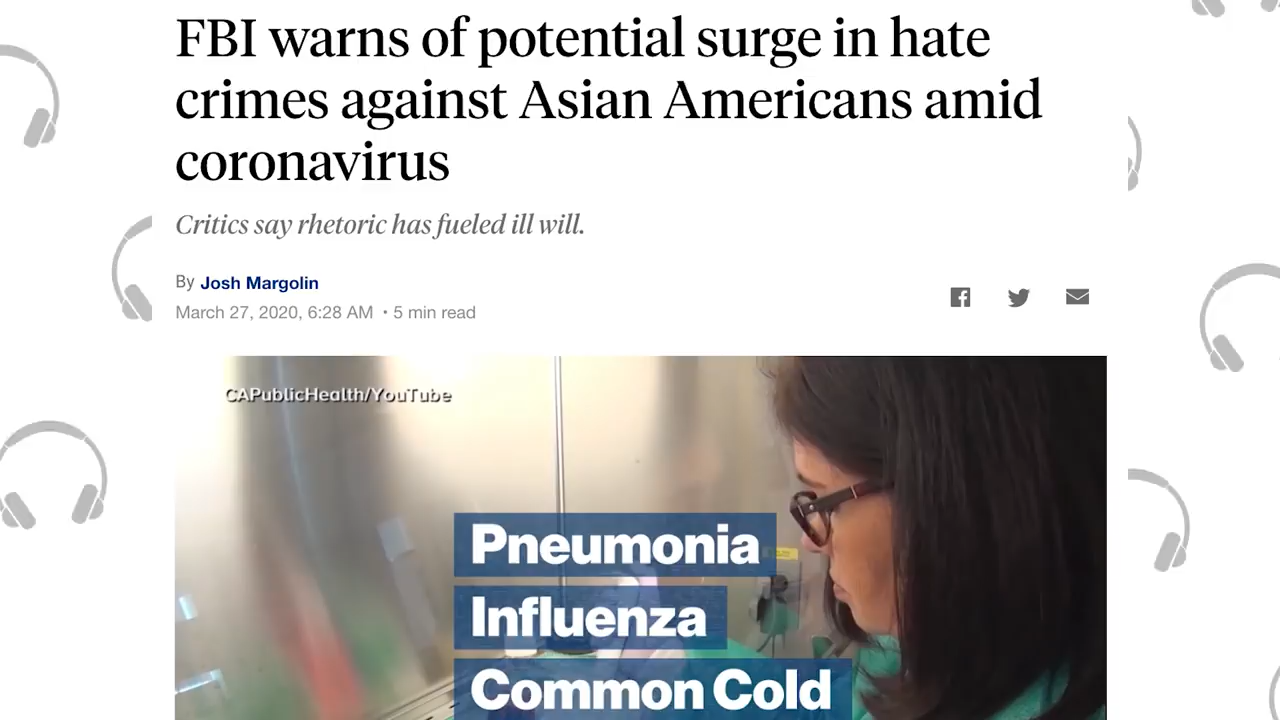 FBI warns of potential surge in hate
crimes against Asian Americans amid
coronavirus
Critics say rhetoric has fueled ill will.
By Josh Margolin
March 27, 2020, 6:28 AM • 5 min read
CAPublicHealth/YouTube
Pneumonia
Influenza
Common Cold